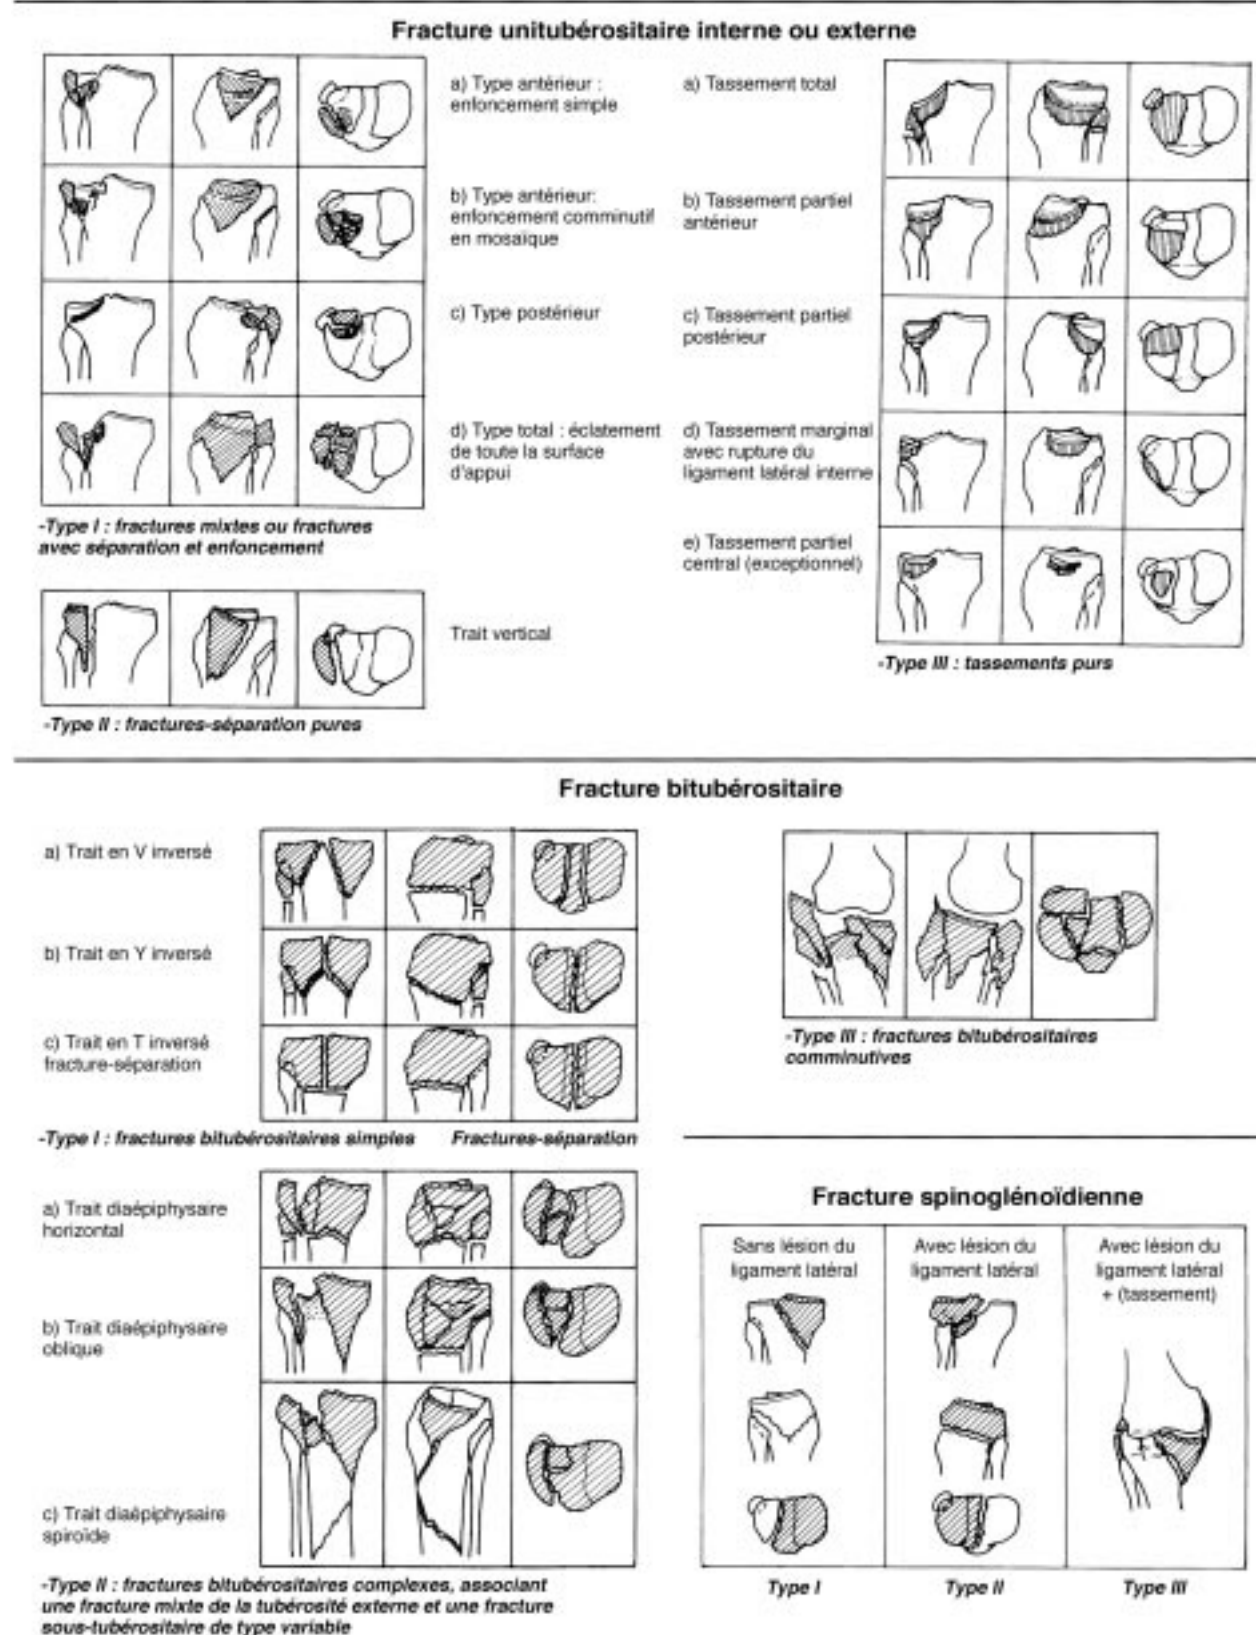 Fracture unitubérositaire interne ou externe
a) Type antérieur :
enfoncement simple
b) Type antérieur:
enfoncement comminutif
en mosaïque
c) Type postérieur
d) Type total : éclatement
de toute la surface
d'appui
-Type I : fractures mixtes ou fractures
avec séparation et enfoncement
Trait vertical
-Type II : fractures-séparation pures
a) Tassement total
b) Tassement partiel
antérieur
c) Tassement partiel
postérieur
d) Tassement marginal
avec rupture du
ligament latéral interne
e) Tassement partiel
central (exceptionnel)
-Type III : tassements purs
Fracture bitubérositaire
a) Trait en V inversé
b) Trait en Y inversé
c) Trait en T inversé
fracture-séparation
-Type I : fractures bitubérositaires simples Fractures-séparation
a) Trait diaépiphysaire
horizontal
b) Trait diaépiphysaire
oblique
c) Trait diaépiphysaire
spiroïde
-Type II : fractures bitubérositaires complexes, associant
une fracture mixte de la tubérosité externe et une fracture
sous-tubérositaire de type variable
-Type III : fractures bitubérositaires
comminutives
Fracture spinoglénoïdienne
Sans lésion du
ligament latéral
Avec lésion du
ligament latéral
Avec lésion du
ligament latéral
+ (tassement)
Type I
Type II
Type III